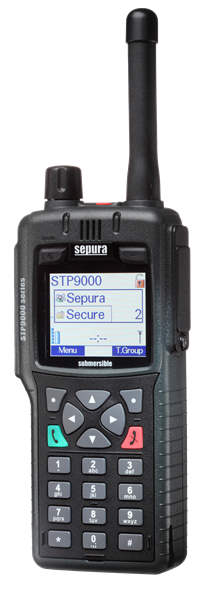 sepura
STP9000 series
STP9000
Sepura
Secure 2
--:--
Menu T.Group
submersible
1 2 abc 3 def
4 ghi 5 jkl 6 mno
7 pqrs 8 tuv 9 wxyz
* 0 #